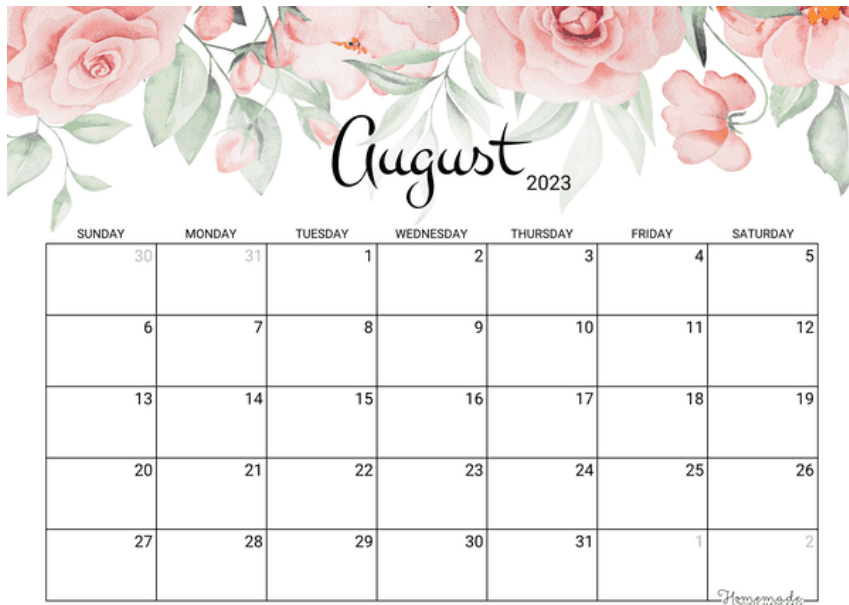 August 2023
SUNDAY MONDAY TUESDAY WEDNESDAY THURSDAY FRIDAY SATURDAY
30 31 1 2 3 4 5
6 7 8 9 10 11 12
13 14 15 16 17 18 19
20 21 22 23 24 25 26
27 28 29 30 31 1 2
Homemade